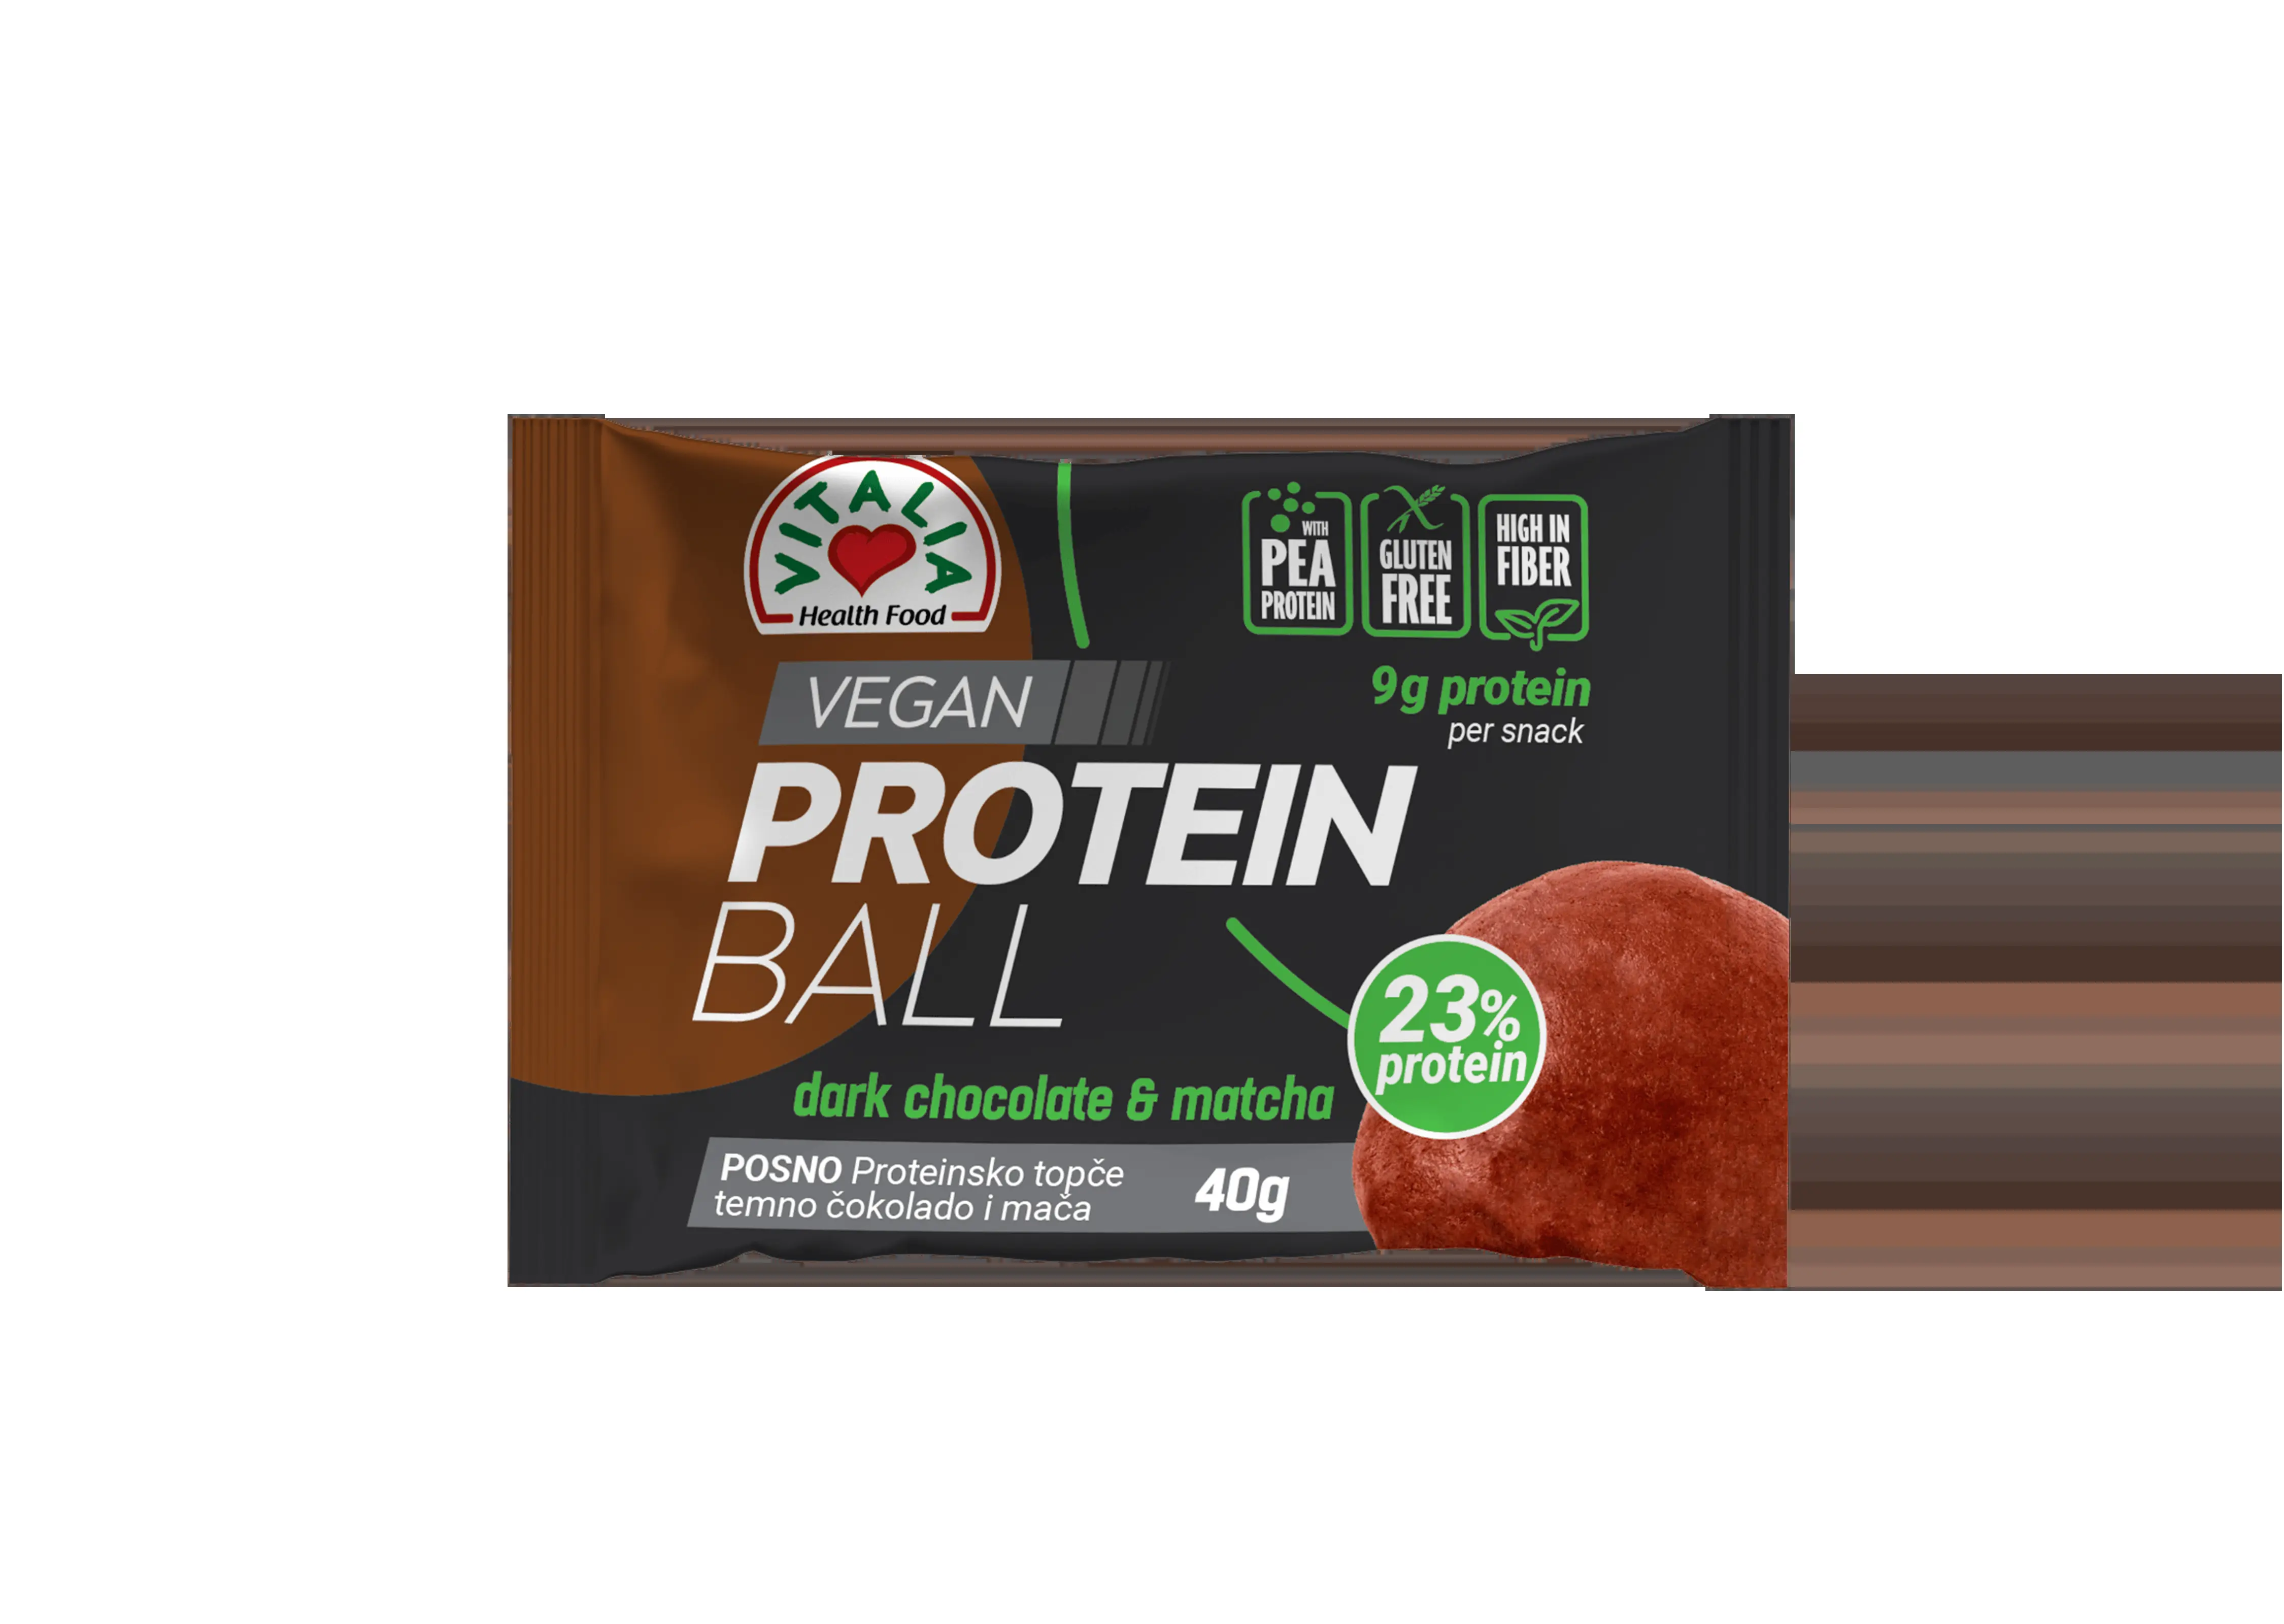 VITALIA
Health Food
WITH
PEA
PROTEIN
GLUTEN
FREE
HIGH IN
FIBER
9g protein
per snack
VEGAN
PROTEIN
BALL
23%
protein
dark chocolate & matcha
POSNO Proteinsko topče
temno čokolado i mača
40g